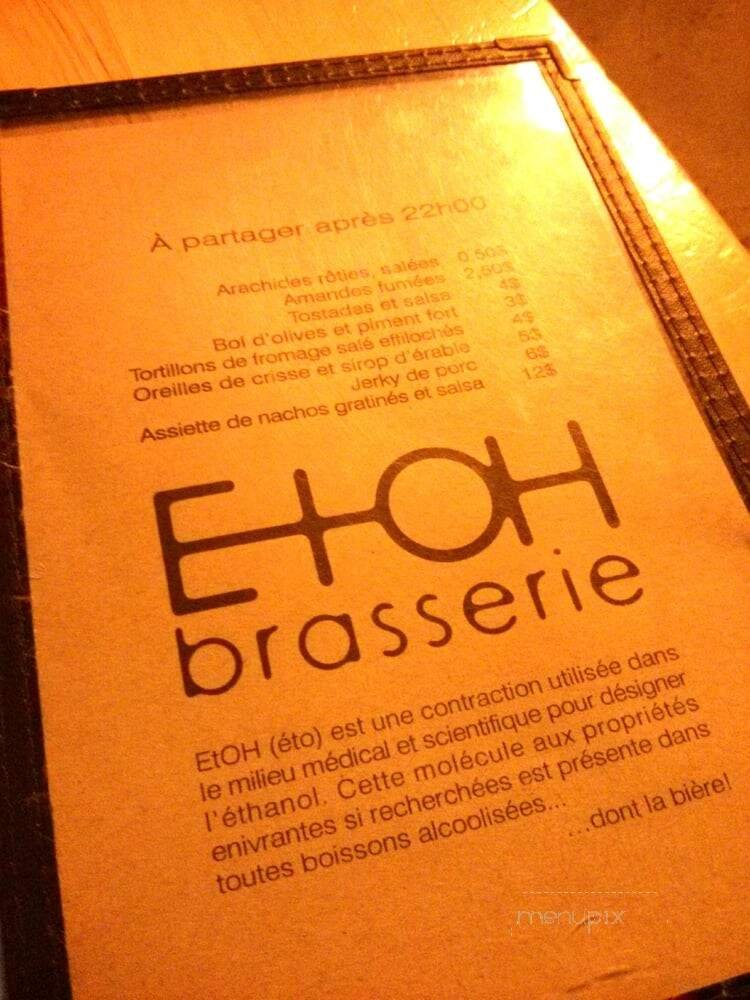 À partager après 22h00
Arachides rôties, salées 0,50$
Amandes fumées 2,50$
Tostadas et salsa 4$
Bol d'olives et piment fort 3$
Tortillons de fromage salé effilochés 4$
Oreilles de crisse et sirop d'érable 5$
Jerky de porc 6$
Assiette de nachos gratinés et salsa 12$
EtOH
brasserie
EtOH (éto) est une contraction utilisée dans
le milieu médical et scientifique pour désigner
l'éthanol. Cette molécule aux propriétés
enivrantes si recherchées est présente dans
toutes boissons alcoolisées...
...dont la bière!
menupix